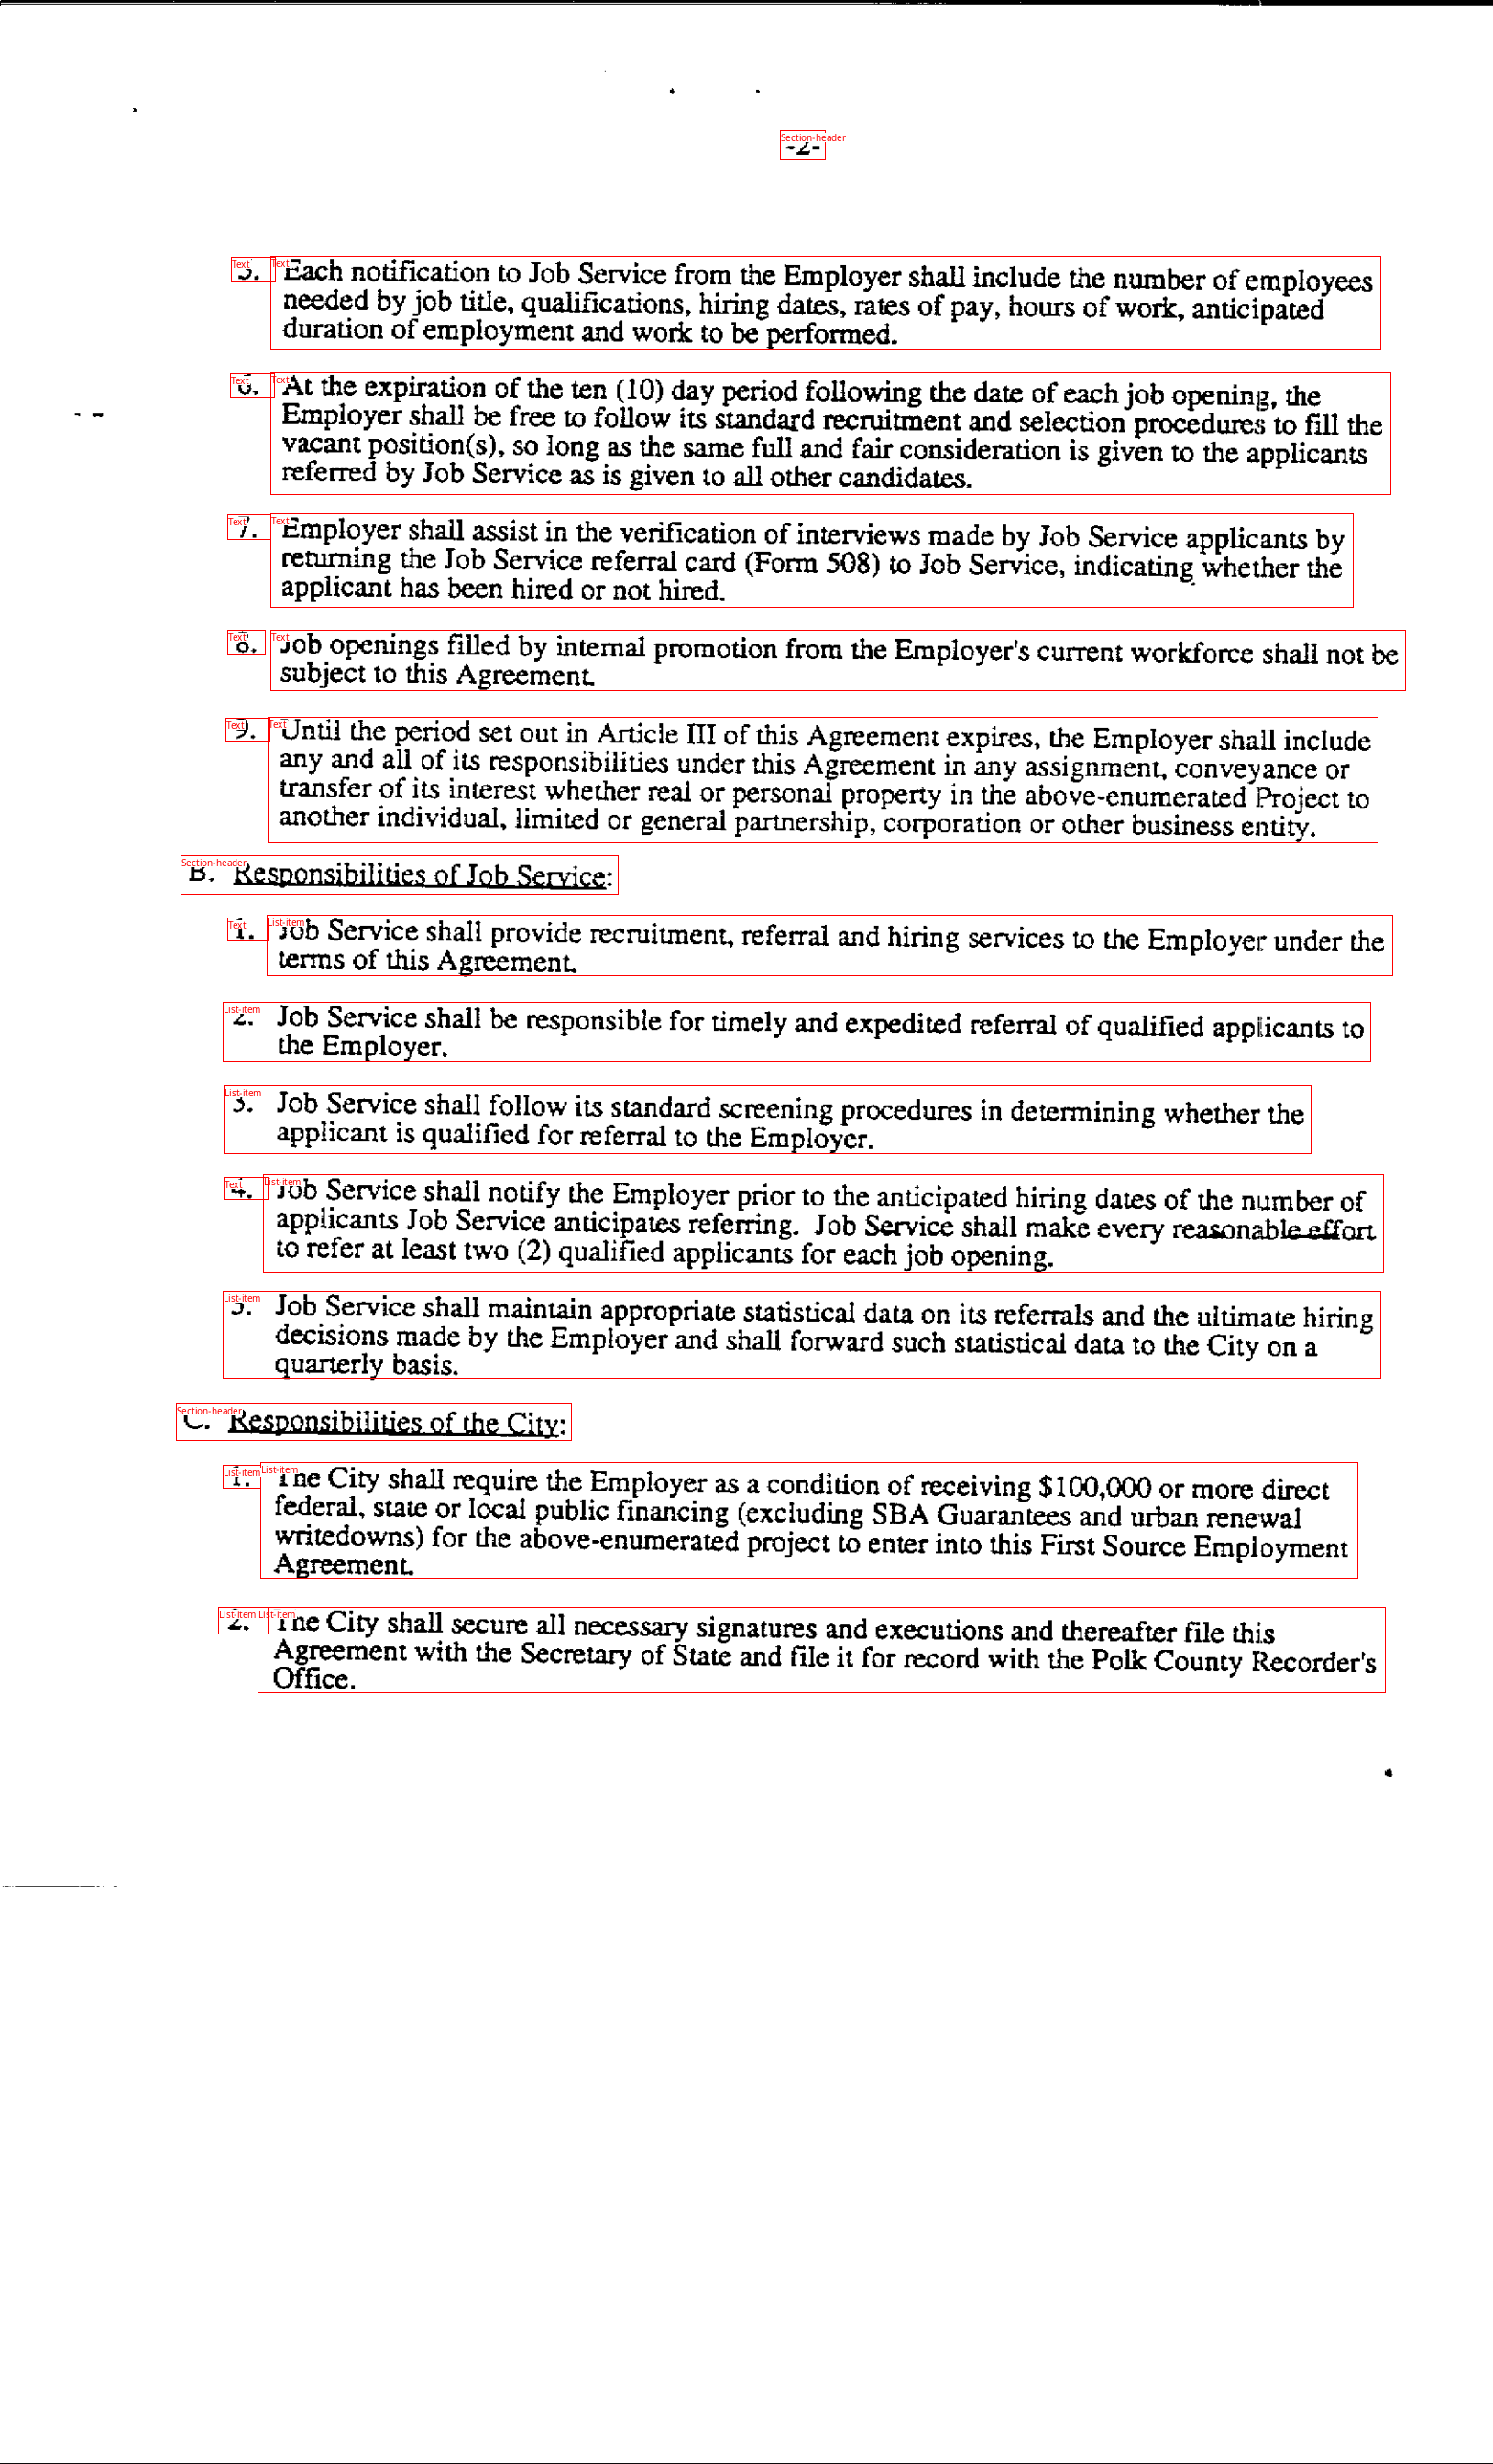 -2-
5. Each notification to Job Service from the Employer shall include the number of employees
needed by job title, qualifications, hiring dates, rates of pay, hours of work, anticipated
duration of employment and work to be performed.
6. At the expiration of the ten (10) day period following the date of each job opening, the
Employer shall be free to follow its standard recruitment and selection procedures to fill the
vacant position(s), so long as the same full and fair consideration is given to the applicants
referred by Job Service as is given to all other candidates.
7. Employer shall assist in the verification of interviews made by Job Service applicants by
returning the Job Service referral card (Form 508) to Job Service, indicating whether the
applicant has been hired or not hired.
8. Job openings filled by internal promotion from the Employer's current workforce shall not be
subject to this Agreement.
9. Until the period set out in Article III of this Agreement expires, the Employer shall include
any and all of its responsibilities under this Agreement in any assignment, conveyance or
transfer of its interest whether real or personal property in the above-enumerated Project to
another individual, limited or general partnership, corporation or other business entity.
B. Responsibilities of Job Service:
1. Job Service shall provide recruitment, referral and hiring services to the Employer under the
terms of this Agreement.
2. Job Service shall be responsible for timely and expedited referral of qualified applicants to
the Employer.
3. Job Service shall follow its standard screening procedures in determining whether the
applicant is qualified for referral to the Employer.
4. Job Service shall notify the Employer prior to the anticipated hiring dates of the number of
applicants Job Service anticipates referring. Job Service shall make every reasonable effort
to refer at least two (2) qualified applicants for each job opening.
5. Job Service shall maintain appropriate statistical data on its referrals and the ultimate hiring
decisions made by the Employer and shall forward such statistical data to the City on a
quarterly basis.
C. Responsibilities of the City:
1. The City shall require the Employer as a condition of receiving $100,000 or more direct
federal, state or local public financing (excluding SBA Guarantees and urban renewal
writedowns) for the above-enumerated project to enter into this First Source Employment
Agreement.
2. The City shall secure all necessary signatures and executions and thereafter file this
Agreement with the Secretary of State and file it for record with the Polk County Recorder's
Office.